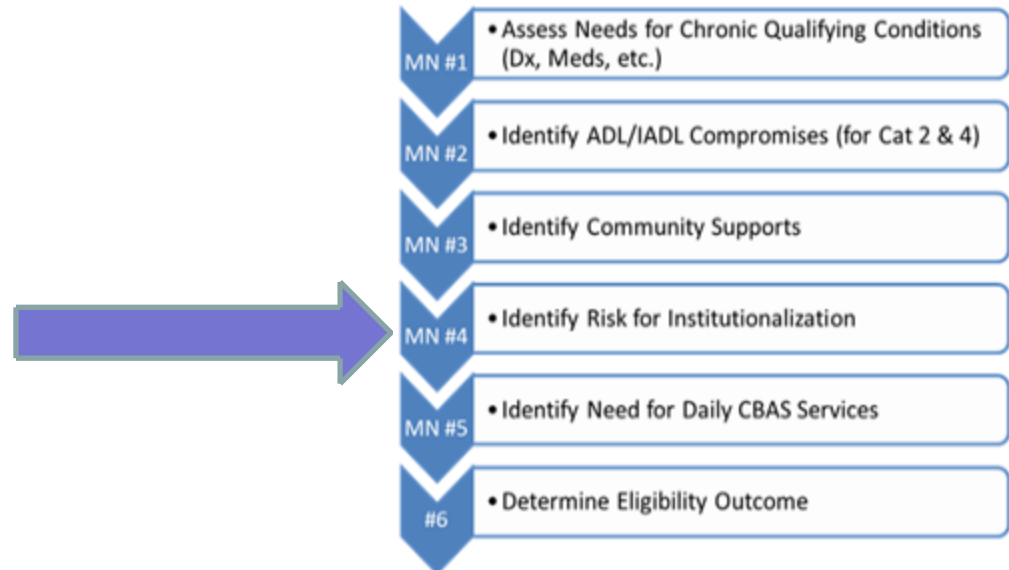 MN #1
• Assess Needs for Chronic Qualifying Conditions
(Dx, Meds, etc.)
MN #2
• Identify ADL/IADL Compromises (for Cat 2 & 4)
MN #3
• Identify Community Supports
MN #4
• Identify Risk for Institutionalization
MN #5
• Identify Need for Daily CBAS Services
#6
• Determine Eligibility Outcome